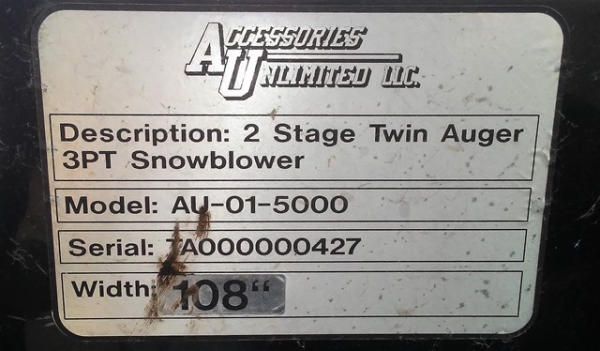 ACCESSORIES
UNLIMITED LLC.
Description: 2 Stage Twin Auger
3PT Snowblower
Model: AU-01-5000
Serial: TA000000427
Width: 108“